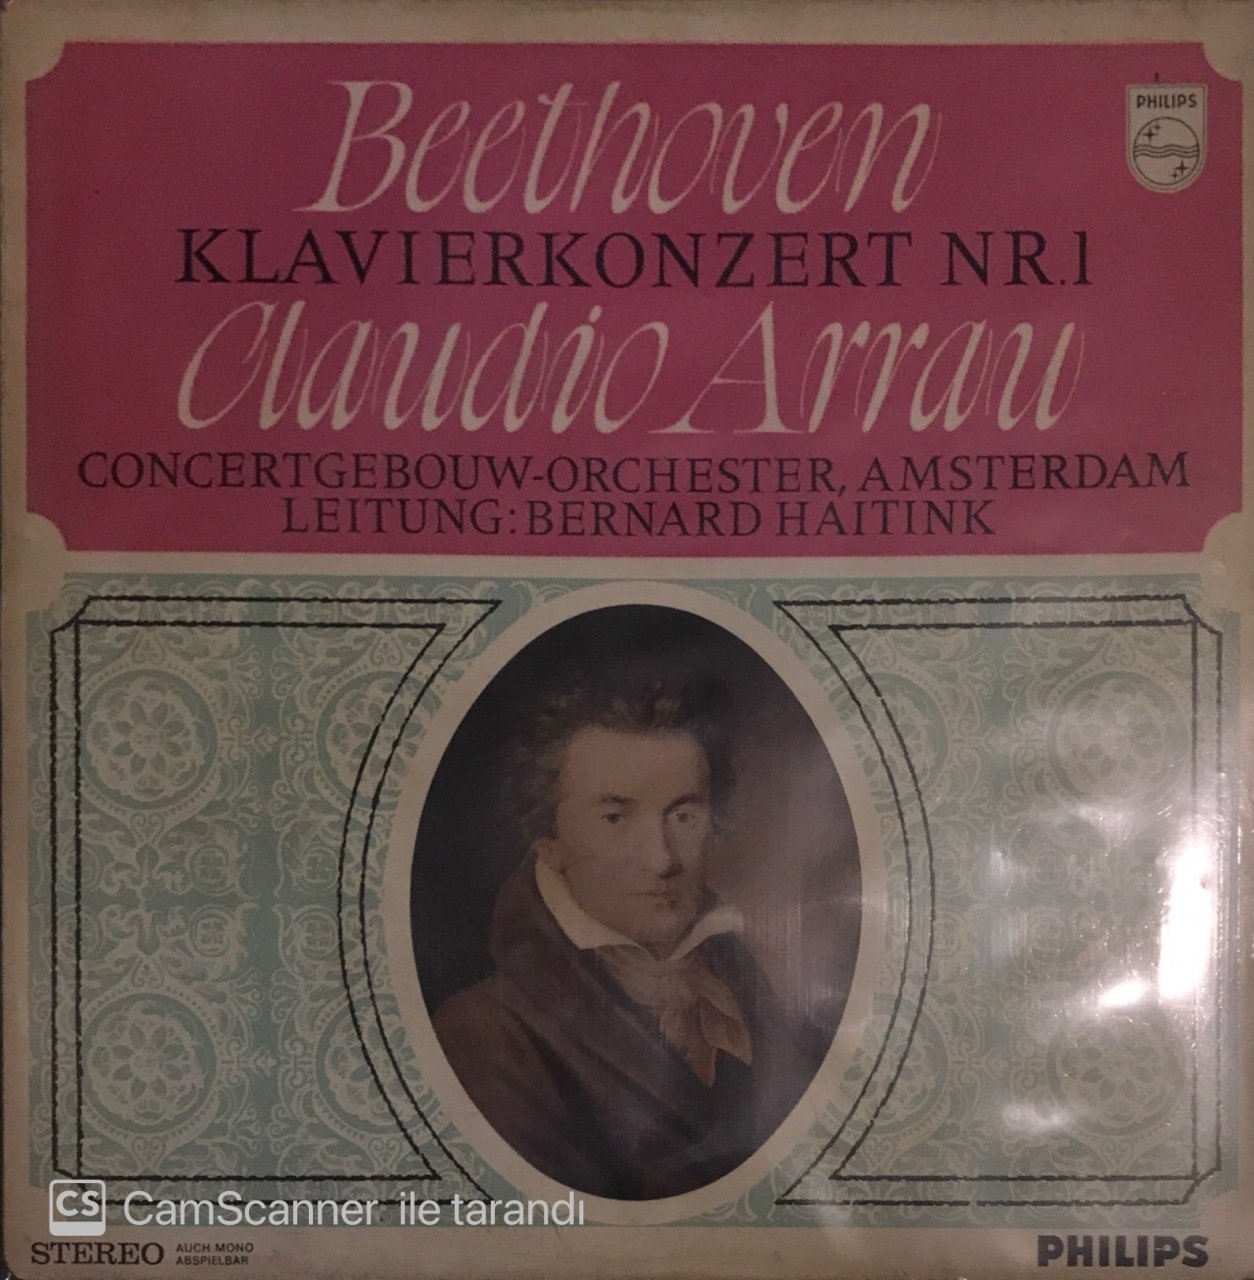 Beethoven
PHILIPS
KLAVIERKONZERT NR.1
Claudio Arrau
CONCERTGEBOUW-ORCHESTER, AMSTERDAM
LEITUNG: BERNARD HAITINK
CS CamScanner ile tarandı
STEREO AUCH MONO
ABSPIELBAR
PHILIPS